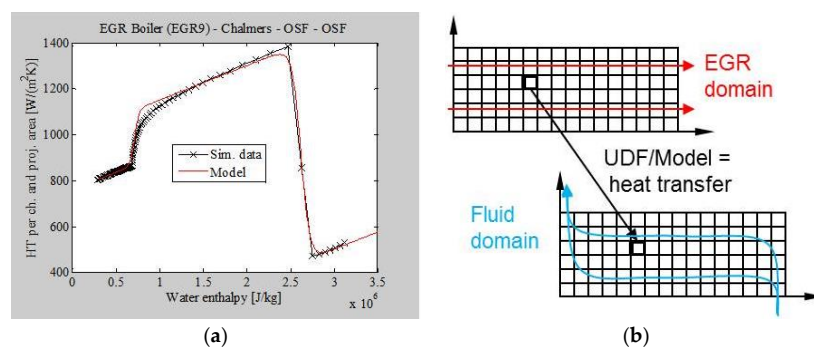 EGR Boiler (EGR9) - Chalmers - OSF - OSF
HT per ch. and proj. area [W/(m²K)]
1400
1200
1000
800
600
400
Sim. data
Model
0
0.5
1
1.5
2
2.5
3
3.5
x 10⁶
Water enthalpy [J/kg]
(a)
EGR
domain
UDF/Model =
heat transfer
Fluid
domain
(b)